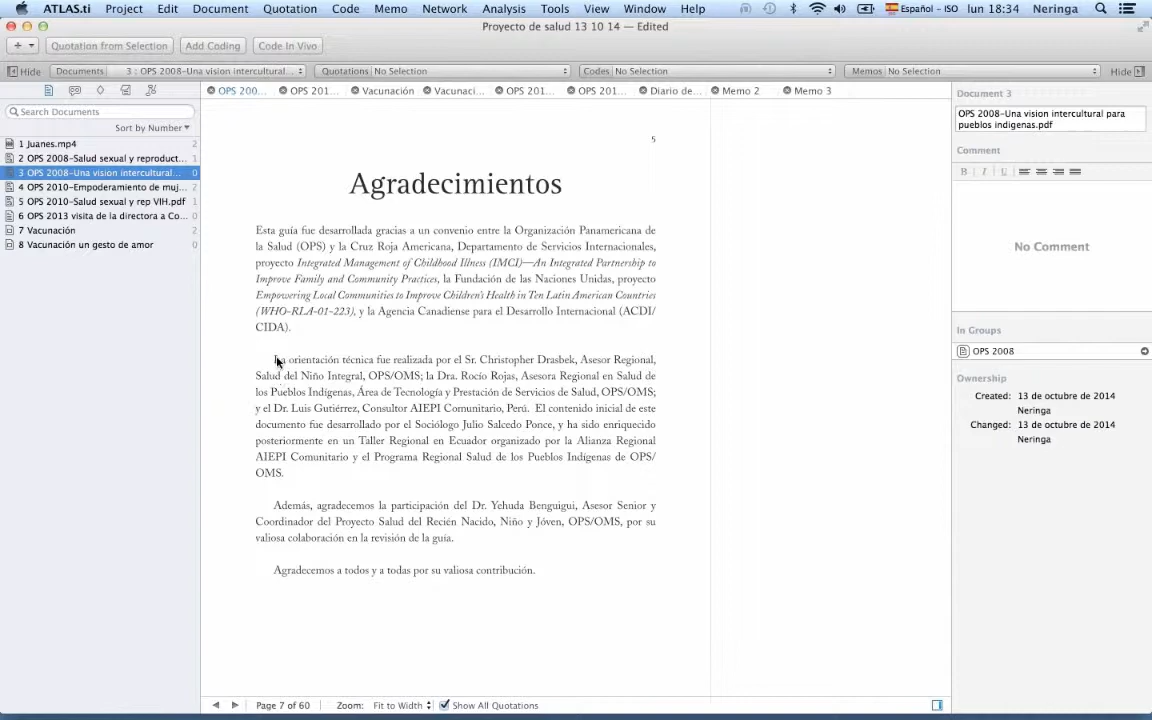 ATLAS.ti Project Edit Document Quotation Code Memo Network Analysis Tools View Window Help Español - ISO lun 18:34 Neringa
Proyecto de salud 13 10 14 — Edited
+ Quotation from Selection Add Coding Code In Vivo
Hide Documents 3 : OPS 2008-Una vision intercultural... Quotations No Selection Codes No Selection Memos No Selection Hide
OPS 200... OPS 201... Vacunación Vacunaci... OPS 201... OPS 201... Diario de... Memo 2 Memo 3
Search Documents
Sort by Number
1 Juanes.mp4 2
2 OPS 2008-Salud sexual y reproduct... 1
3 OPS 2008-Una vision intercultural... 0
4 OPS 2010-Empoderamiento de muj... 2
5 OPS 2010-Salud sexual y rep VIH.pdf 1
6 OPS 2013 visita de la directora a Co... 0
7 Vacunación 2
8 Vacunación un gesto de amor 0
5
Agradecimientos
Esta guía fue desarrollada gracias a un convenio entre la Organización Panamericana de
la Salud (OPS) y la Cruz Roja Americana, Departamento de Servicios Internacionales,
proyecto Integrated Management of Childhood Illness (IMCI)—An Integrated Partnership to
Improve Family and Community Practices, la Fundación de las Naciones Unidas, proyecto
Empowering Local Communities to Improve Children's Health in Ten Latin American Countries
(WHO-RLA-01-223), y la Agencia Canadiense para el Desarrollo Internacional (ACDI/
CIDA).
La orientación técnica fue realizada por el Sr. Christopher Drasbek, Asesor Regional,
Salud del Niño Integral, OPS/OMS; la Dra. Rocío Rojas, Asesora Regional en Salud de
los Pueblos Indígenas, Área de Tecnología y Prestación de Servicios de Salud, OPS/OMS;
y el Dr. Luis Gutiérrez, Consultor AIEPI Comunitario, Perú. El contenido inicial de este
documento fue desarrollado por el Sociólogo Julio Salcedo Ponce, y ha sido enriquecido
posteriormente en un Taller Regional en Ecuador organizado por la Alianza Regional
AIEPI Comunitario y el Programa Regional Salud de los Pueblos Indígenas de OPS/
OMS.
Además, agradecemos la participación del Dr. Yehuda Benguigui, Asesor Senior y
Coordinador del Proyecto Salud del Recién Nacido, Niño y Jóven, OPS/OMS, por su
valiosa colaboración en la revisión de la guía.
Agradecemos a todos y a todas por su valiosa contribución.
Page 7 of 60 Zoom: Fit to Width Show All Quotations
Document 3
OPS 2008-Una vision intercultural para
pueblos indigenas.pdf
Comment
B I U
No Comment
In Groups
OPS 2008
Ownership
Created: 13 de octubre de 2014
Neringa
Changed: 13 de octubre de 2014
Neringa